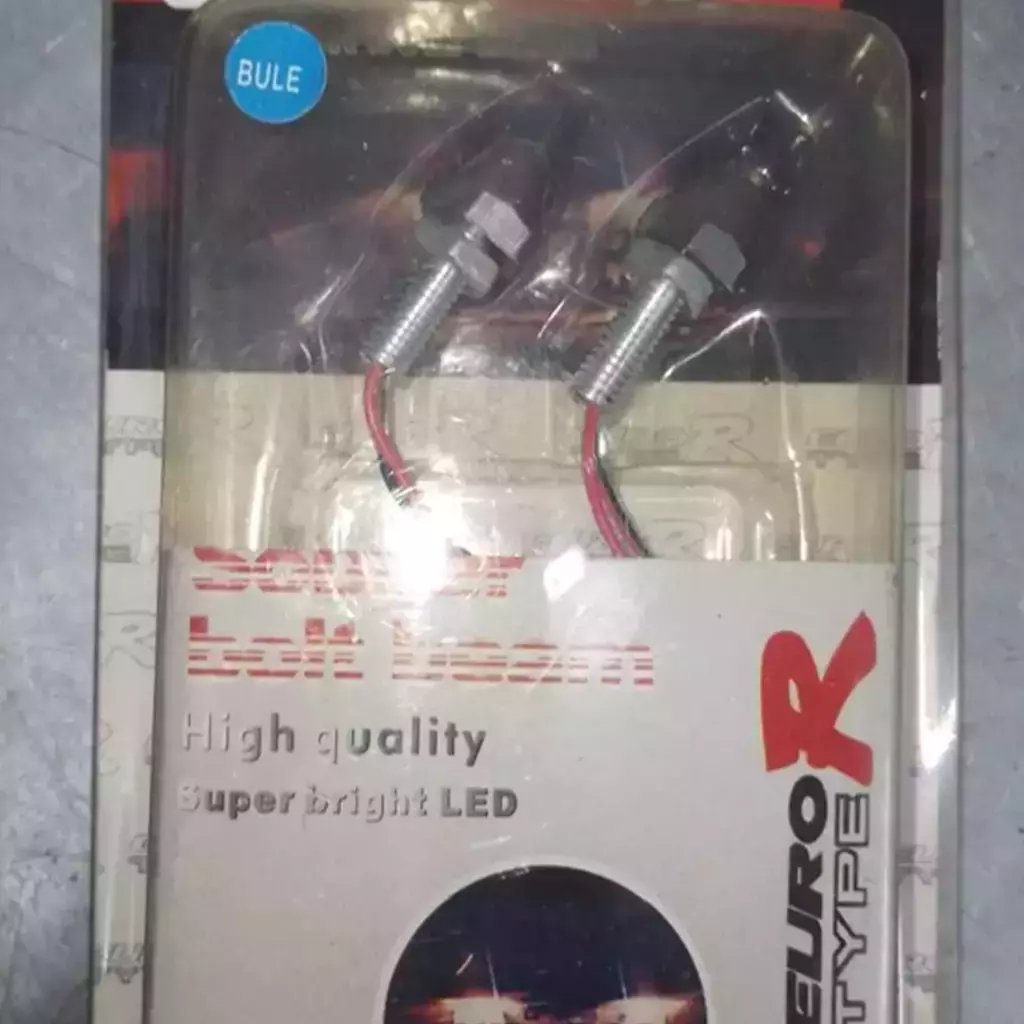 BULE
bolt beam
High quality
Super bright LED
R
EURO
TYPE